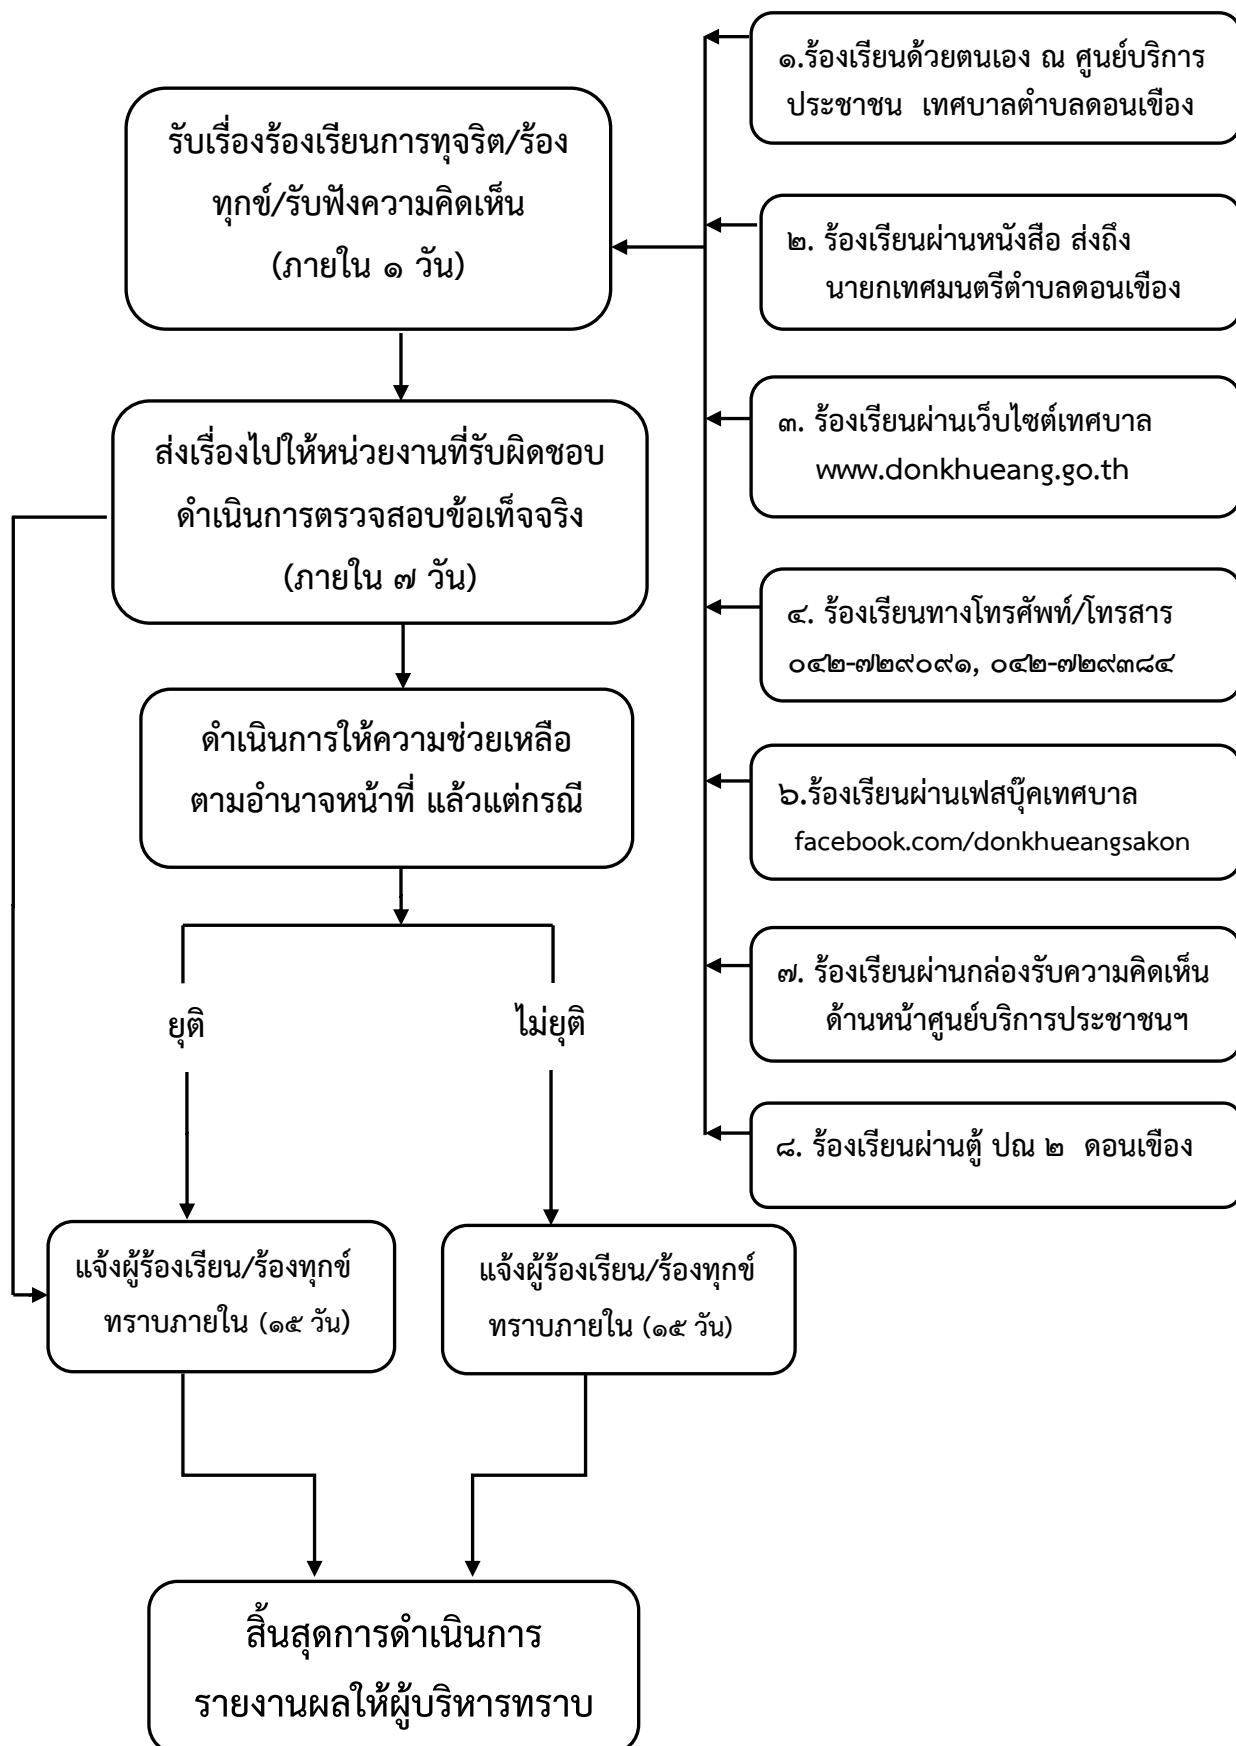 รับเรื่องร้องเรียนการทุจริต/ร้อง
ทุกข์/รับฟังความคิดเห็น
(ภายใน ๑ วัน)
ส่งเรื่องไปให้หน่วยงานที่รับผิดชอบ
ดำเนินการตรวจสอบข้อเท็จจริง
(ภายใน ๗ วัน)
ดำเนินการให้ความช่วยเหลือ
ตามอำนาจหน้าที่ แล้วแต่กรณี
ยุติ
ไม่ยุติ
แจ้งผู้ร้องเรียน/ร้องทุกข์
ทราบภายใน (๑๕ วัน)
แจ้งผู้ร้องเรียน/ร้องทุกข์
ทราบภายใน (๑๕ วัน)
สิ้นสุดการดำเนินการ
รายงานผลให้ผู้บริหารทราบ
๑.ร้องเรียนด้วยตนเอง ณ ศูนย์บริการ
ประชาชน เทศบาลตำบลดอนเขือง
๒. ร้องเรียนผ่านหนังสือ ส่งถึง
นายกเทศมนตรีตำบลดอนเขือง
๓. ร้องเรียนผ่านเว็บไซต์เทศบาล
www.donkhueang.go.th
๔. ร้องเรียนทางโทรศัพท์/โทรสาร
๐๔๒-๗๒๙๐๙๑, ๐๔๒-๗๒๙๓๘๔
๖.ร้องเรียนผ่านเฟสบุ๊คเทศบาล
facebook.com/donkhueangsakon
๗. ร้องเรียนผ่านกล่องรับความคิดเห็น
ด้านหน้าศูนย์บริการประชาชนฯ
๘. ร้องเรียนผ่านตู้ ปณ ๒ ดอนเขือง